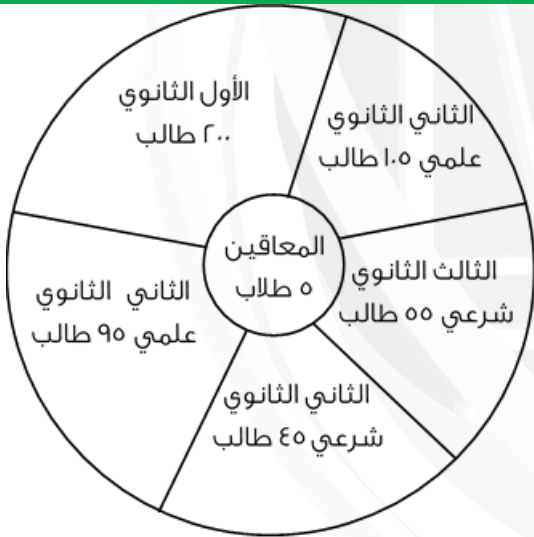 الأول الثانوي
٢٠٠ طالب
الثاني الثانوي
علمي ١٠٥ طالب
المعاقين
٥ طلاب
الثالث الثانوي
شرعي ٥٥ طالب
الثاني الثانوي
علمي ٩٥ طالب
الثاني الثانوي
شرعي ٤٥ طالب